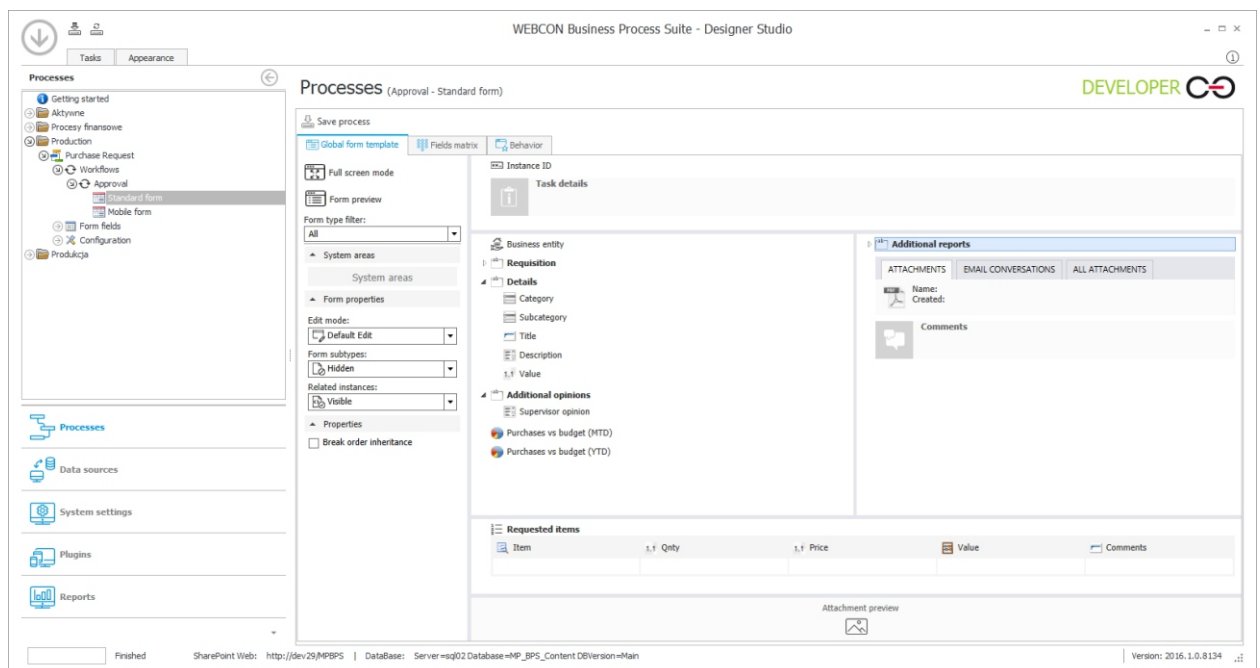 WEBCON Business Process Suite - Designer Studio
Tasks
Appearance
Processes
Getting started
Aktywne
Procesy finansowe
Production
Purchase Request
Workflows
Approval
Standard form
Mobile form
Form fields
Configuration
Produkcja
Processes
Data sources
System settings
Plugins
Reports
Processes (Approval - Standard form)
DEVELOPER
Save process
Global form template
Fields matrix
Behavior
Full screen mode
Form preview
Form type filter:
All
System areas
System areas
Form properties
Edit mode:
Default Edit
Form subtypes:
Hidden
Related instances:
Visible
Properties
Break order inheritance
Instance ID
Task details
Business entity
Requisition
Details
Category
Subcategory
Title
Description
1.1 Value
Additional opinions
Supervisor opinion
Purchases vs budget (MTD)
Purchases vs budget (YTD)
Additional reports
ATTACHMENTS
EMAIL CONVERSATIONS
ALL ATTACHMENTS
Name:
Created:
Comments
Requested items
Item
1.1 Qnty
1.1 Price
Value
Comments
Attachment preview
Finished
SharePoint Web: http://dev29/MPBPS | DataBase: Server=sql02 Database=MP_BPS_Content DBVersion=Main
Version: 2016.1.0.8134